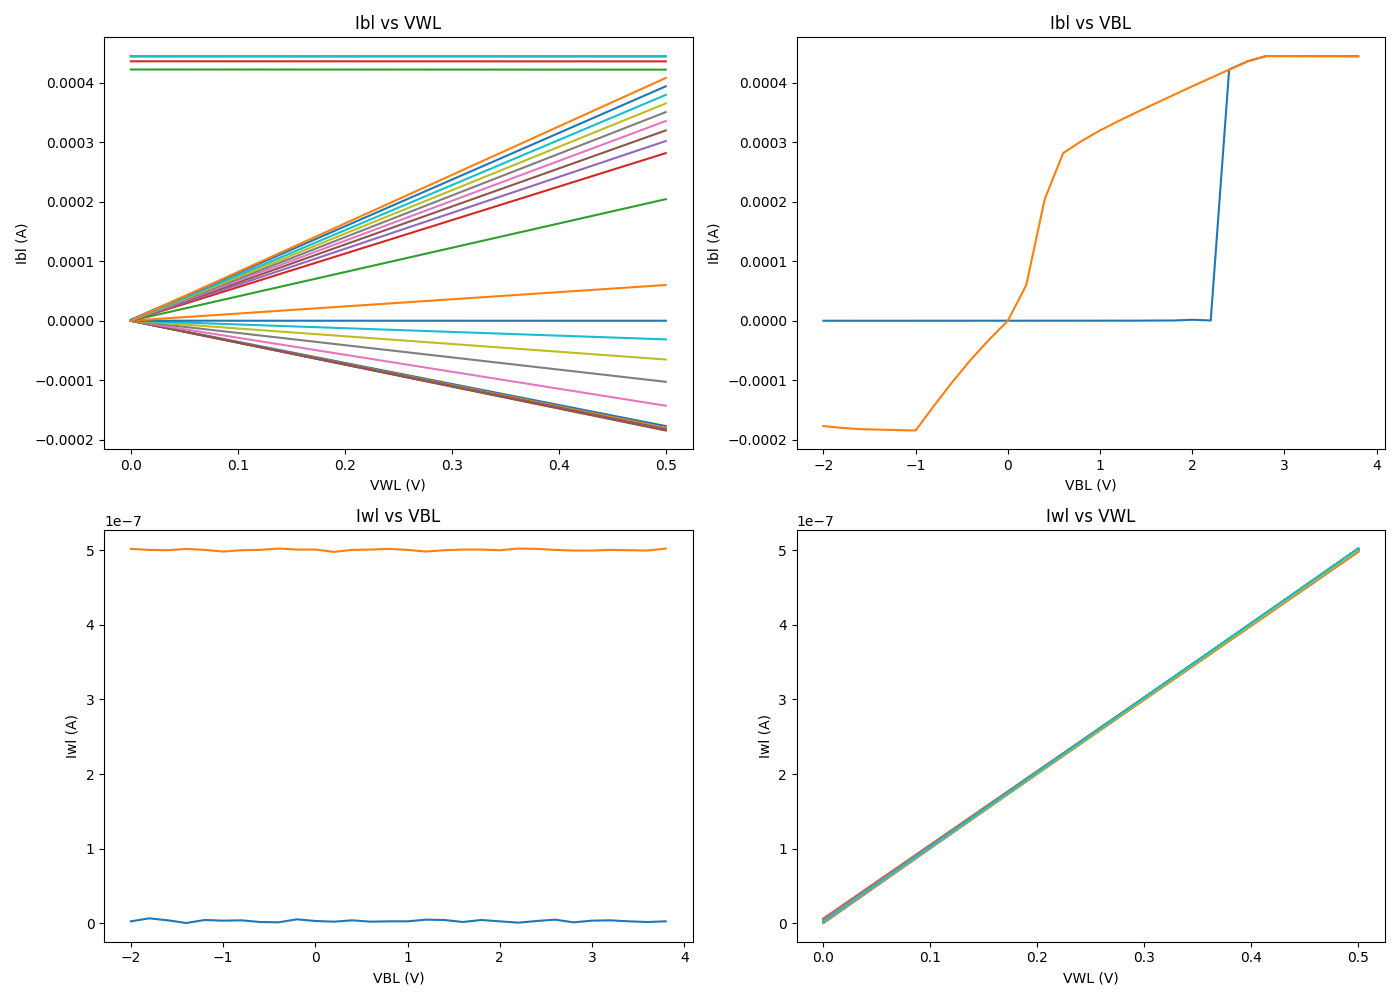 Ibl vs VWL
Ibl (A)
0.0004
0.0003
0.0002
0.0001
0.0000
−0.0001
−0.0002
0.0 0.1 0.2 0.3 0.4 0.5
VWL (V)
Ibl vs VBL
Ibl (A)
0.0004
0.0003
0.0002
0.0001
0.0000
−0.0001
−0.0002
−2 −1 0 1 2 3 4
VBL (V)
Iwl vs VBL
1e−7
Iwl (A)
5
4
3
2
1
0
−2 −1 0 1 2 3 4
VBL (V)
Iwl vs VWL
1e−7
Iwl (A)
5
4
3
2
1
0
0.0 0.1 0.2 0.3 0.4 0.5
VWL (V)